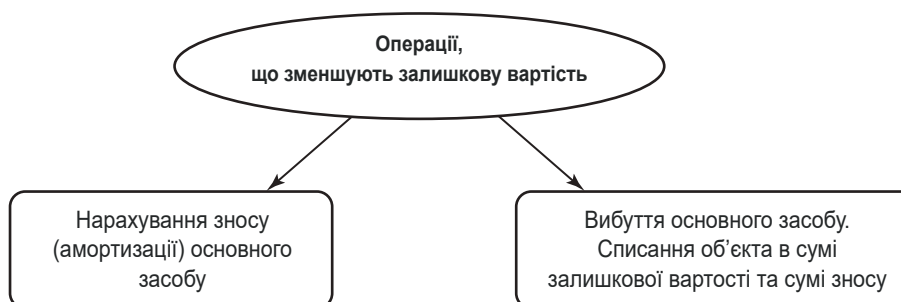 Операції,
що зменшують залишкову вартість
Нарахування зносу
(амортизації) основного
засобу
Вибуття основного засобу.
Списання об’єкта в сумі
залишкової вартості та сумі зносу